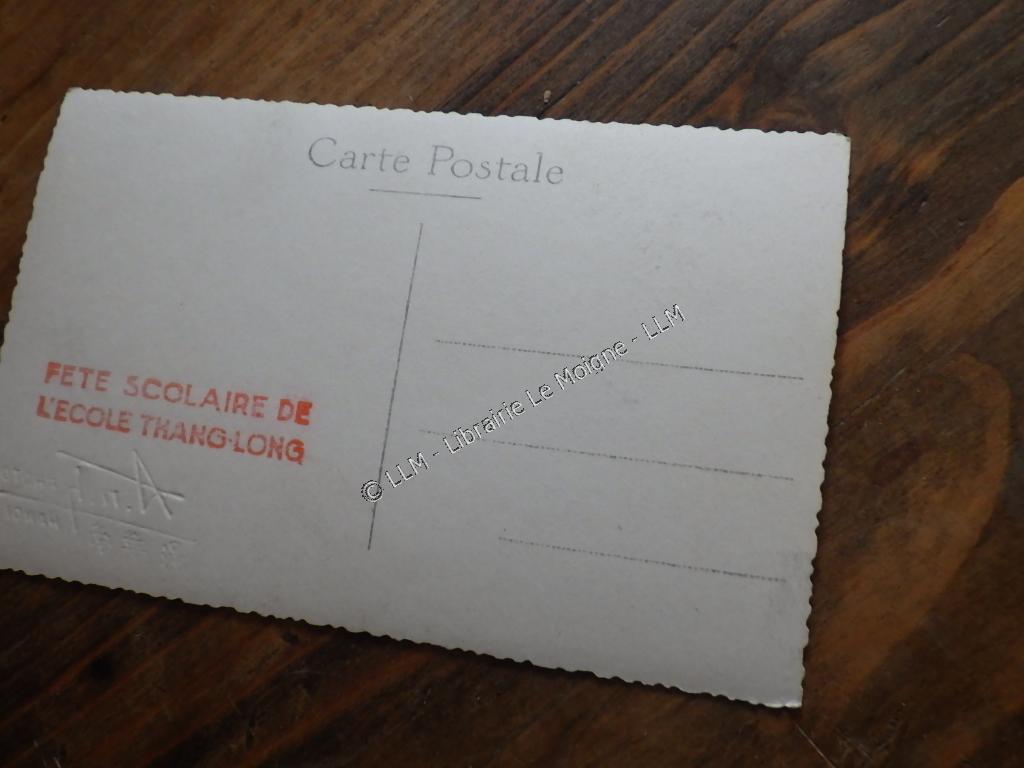 Carte Postale
FETE SCOLAIRE DE
L'ECOLE THANG-LONG
© LLM - Librairie Le Moigne - LLM